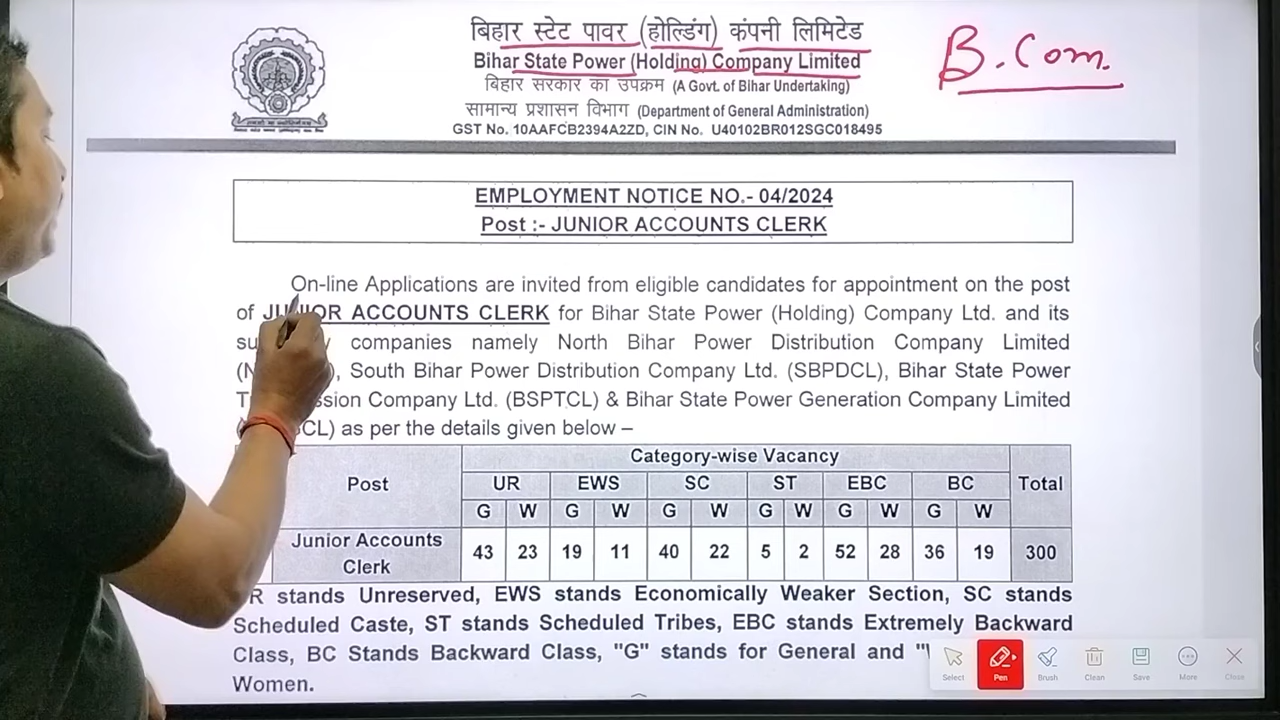 बिहार स्टेट पावर (होल्डिंग) कंपनी लिमिटेड
Bihar State Power (Holding) Company Limited
बिहार सरकार का उपक्रम (A Govt. of Bihar Undertaking)
सामान्य प्रशासन विभाग (Department of General Administration)
GST No. 10AAFCB2394A2ZD, CIN No. U40102BR012SGC018495
B.Com.
EMPLOYMENT NOTICE NO.- 04/2024
Post :- JUNIOR ACCOUNTS CLERK
On-line Applications are invited from eligible candidates for appointment on the post
of JUNIOR ACCOUNTS CLERK for Bihar State Power (Holding) Company Ltd. and its
companies namely North Bihar Power Distribution Company Limited
South Bihar Power Distribution Company Ltd. (SBPDCL), Bihar State Power
Company Ltd. (BSPTCL) & Bihar State Power Generation Company Limited
as per the details given below –
Post Category-wise Vacancy Total
UR EWS SC ST EBC BC
G W G W G W G W G W G W
Junior Accounts Clerk 43 23 19 11 40 22 5 2 52 28 36 19 300
stands Unreserved, EWS stands Economically Weaker Section, SC stands
Scheduled Caste, ST stands Scheduled Tribes, EBC stands Extremely Backward
Class, BC Stands Backward Class, "G" stands for General and
Women.
Select Pen Brush Clean Save More Close